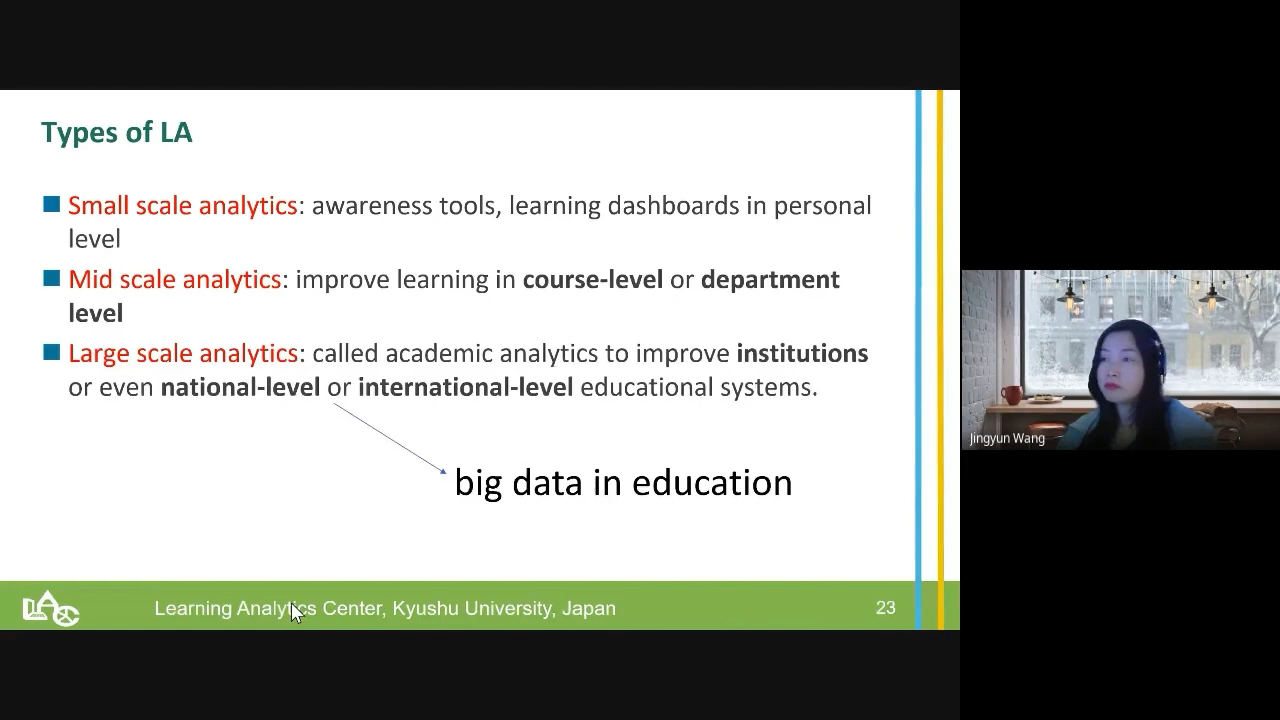 Types of LA
Small scale analytics: awareness tools, learning dashboards in personal
level
Mid scale analytics: improve learning in course-level or department
level
Large scale analytics: called academic analytics to improve institutions
or even national-level or international-level educational systems.
big data in education
LAC
Learning Analytics Center, Kyushu University, Japan
23
Jingyun Wang